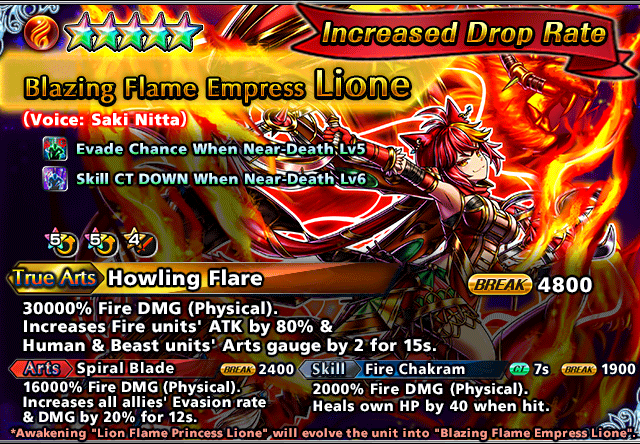 Increased Drop Rate
Blazing Flame Empress Lione
(Voice: Saki Nitta)
Evade Chance When Near-Death Lv5
Skill CT DOWN When Near-Death Lv6
5 5 4
True Arts Howling Flare BREAK 4800
30000% Fire DMG (Physical).
Increases Fire units' ATK by 80% &
Human & Beast units' Arts gauge by 2 for 15s.
Arts Spiral Blade BREAK 2400
16000% Fire DMG (Physical).
Increases all allies' Evasion rate
& DMG by 20% for 12s.
Skill Fire Chakram CT 7s BREAK 1900
2000% Fire DMG (Physical).
Heals own HP by 40 when hit.
*Awakening "Lion Flame Princess Lione" will evolve the unit into "Blazing Flame Empress Lione".